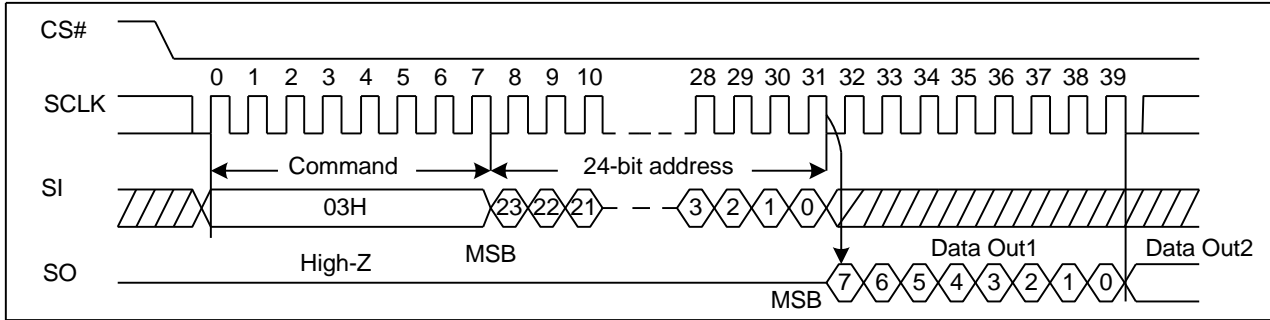 CS#
0 1 2 3 4 5 6 7 8 9 10 28 29 30 31 32 33 34 35 36 37 38 39
SCLK
Command 24-bit address
SI
03H 23 22 21 3 2 1 0
High-Z MSB Data Out1 Data Out2
SO
MSB 7 6 5 4 3 2 1 0